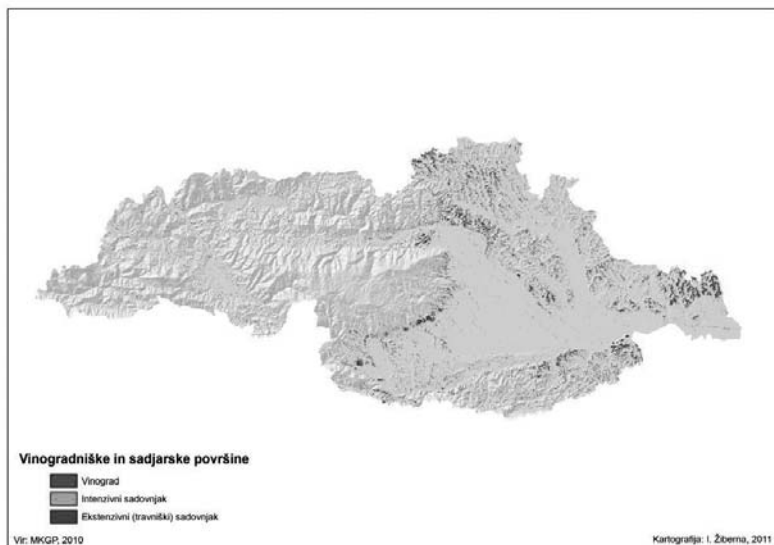 Vinogradniške in sadjarske površine
Vinograd
Intenzivni sadovnjak
Ekstenzivni (travniški) sadovnjak
Vir: MKGP, 2010
Kartografija: I. Žiberna, 2011